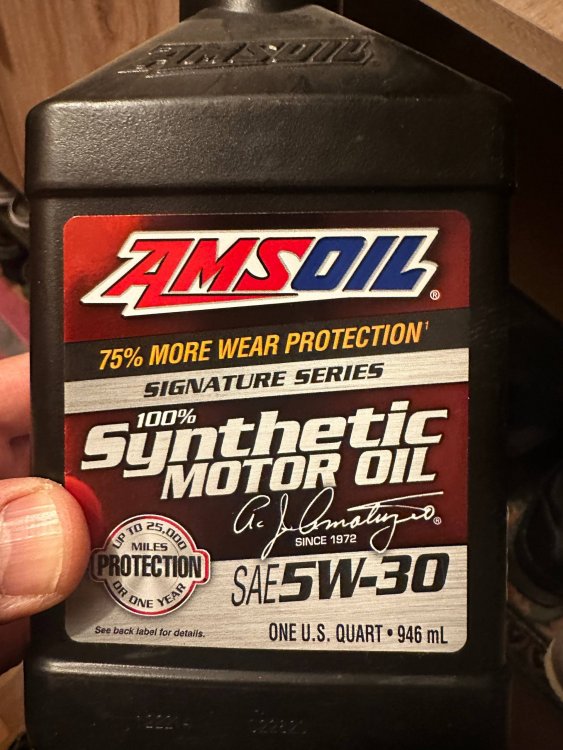 AMSOIL
AMSOIL®
75% MORE WEAR PROTECTION¹
SIGNATURE SERIES
100%
Synthetic
MOTOR OIL
A. J. Amatuzio®
SINCE 1972
UP TO 25,000
MILES
PROTECTION
OR ONE YEAR
SAE 5W-30
See back label for details.
ONE U.S. QUART • 946 mL